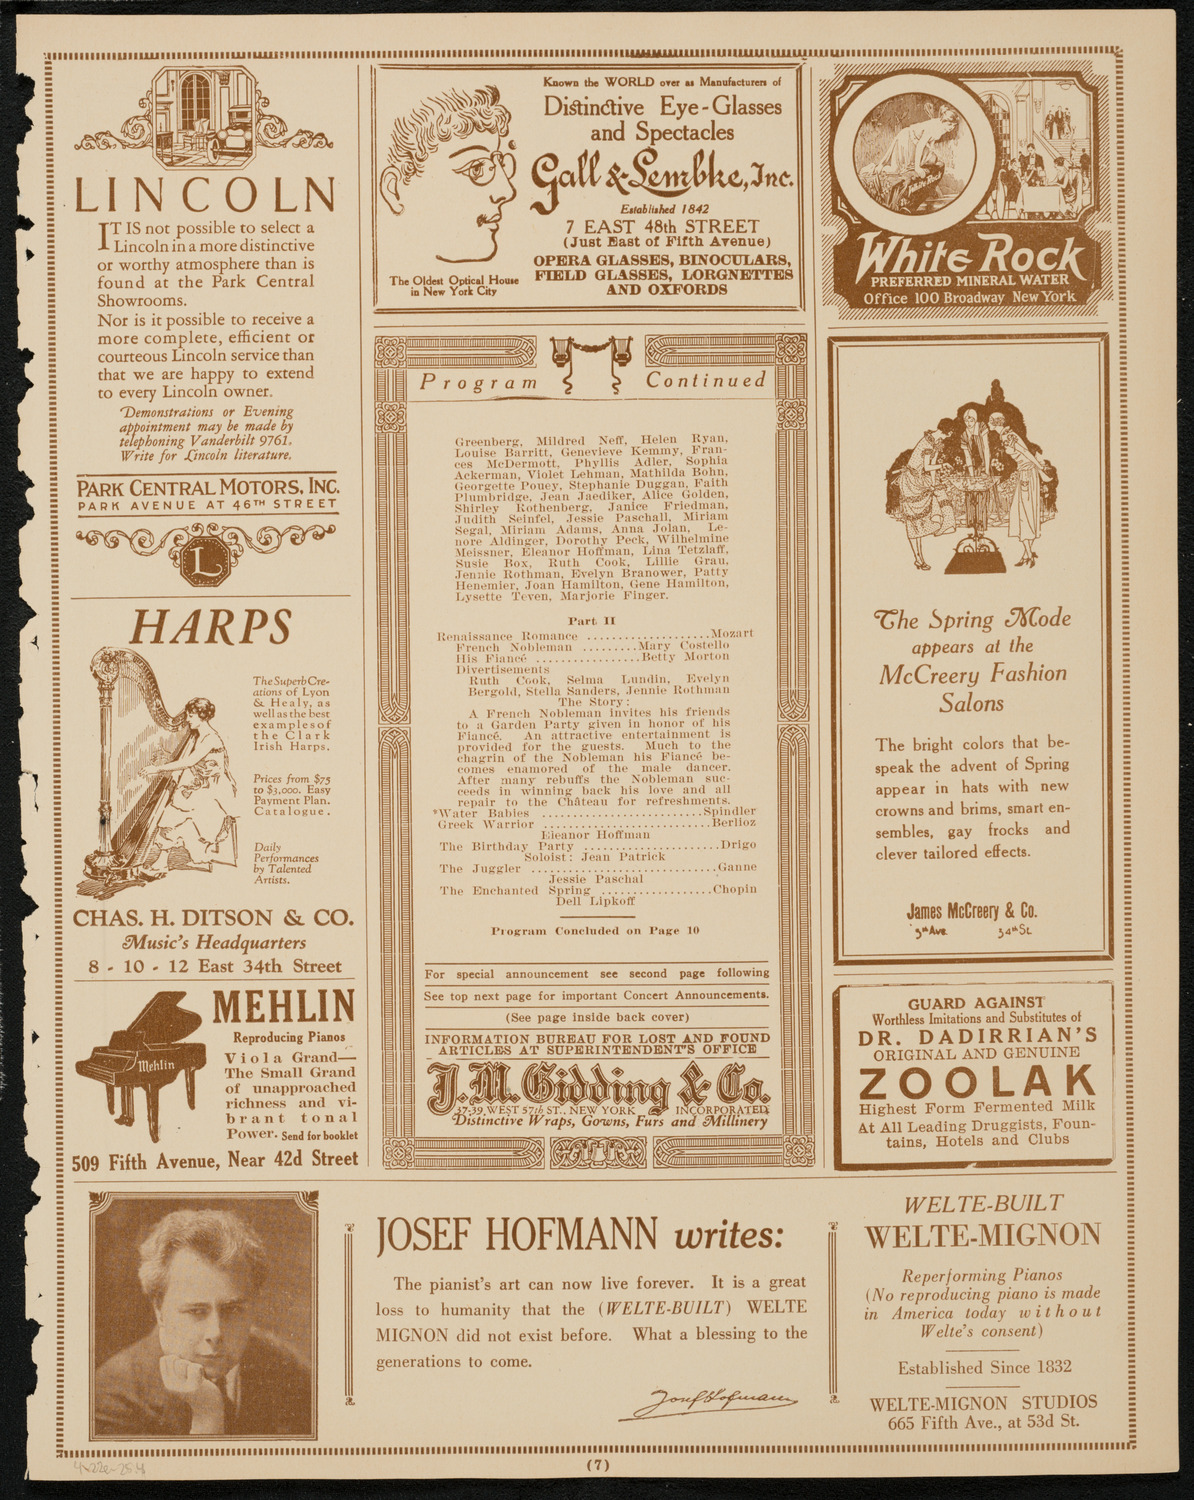 LINCOLN
IT IS not possible to select a
Lincoln in a more distinctive
or worthy atmosphere than is
found at the Park Central
Showrooms.
Nor is it possible to receive a
more complete, efficient or
courteous Lincoln service than
that we are happy to extend
to every Lincoln owner.
Demonstrations or Evening
appointment may be made by
telephoning Vanderbilt 9761.
Write for Lincoln literature.
PARK CENTRAL MOTORS, INC.
PARK AVENUE AT 46TH STREET
L
HARPS
The Superb Cre-
ations of Lyon
& Healy, as
well as the best
examples of
the Clark
Irish Harps.
Prices from $75
to $3,000. Easy
Payment Plan.
Catalogue.
Daily
Performances
by Talented
Artists.
CHAS. H. DITSON & CO.
Music's Headquarters
8 - 10 - 12 East 34th Street
MEHLIN
Reproducing Pianos
Viola Grand—
The Small Grand
of unapproached
richness and vi-
brant tonal
Power. Send for booklet
Mehlin
509 Fifth Avenue, Near 42d Street
Known the WORLD over as Manufacturers of
Distinctive Eye-Glasses
and Spectacles
Gall & Lembke, Inc.
Established 1842
7 EAST 48th STREET
(Just East of Fifth Avenue)
OPERA GLASSES, BINOCULARS,
FIELD GLASSES, LORGNETTES
AND OXFORDS
The Oldest Optical House
in New York City
Program Continued
Greenberg, Mildred Neff, Helen Ryan,
Louise Barritt, Genevieve Kemmy, Fran-
ces McDermott, Phyllis Adler, Sophia
Ackerman, Violet Lehman, Mathilda Bohn,
Georgette Pouey, Stephanie Duggan, Faith
Plumbridge, Jean Jaediker, Alice Golden,
Shirley Rothenberg, Janice Friedman,
Judith Seinfel, Jessie Paschall, Miriam
Segal, Miriam Adams, Anna Jolan, Le-
nore Aldinger, Dorothy Peck, Wilhelmine
Meissner, Eleanor Hoffman, Lina Tetzlaff,
Susie Box, Ruth Cook, Lillie Grau,
Jennie Rothman, Evelyn Branower, Patty
Henemier, Joan Hamilton, Gene Hamilton,
Lysette Teven, Marjorie Finger.
Part II
Renaissance Romance ...................Mozart
French Nobleman .........Mary Costello
His Fiancé ................Betty Morton
Divertisements
Ruth Cook, Selma Lundin, Evelyn
Bergold, Stella Sanders, Jennie Rothman
The Story:
A French Nobleman invites his friends
to a Garden Party given in honor of his
Fiancé. An attractive entertainment is
provided for the guests. Much to the
chagrin of the Nobleman his Fiancé be-
comes enamored of the male dancer.
After many rebuffs the Nobleman suc-
ceeds in winning back his love and all
repair to the Château for refreshments.
*Water Babies .........................Spindler
Greek Warrior ..........................Berlioz
Eleanor Hoffman
The Birthday Party .....................Drigo
Soloist: Jean Patrick
The Juggler .............................Ganne
Jessie Paschal
The Enchanted Spring .................Chopin
Dell Lipkoff
Program Concluded on Page 10
For special announcement see second page following
See top next page for important Concert Announcements.
(See page inside back cover)
INFORMATION BUREAU FOR LOST AND FOUND
ARTICLES AT SUPERINTENDENT'S OFFICE
J.M. Gidding & Co.
37-39 WEST 57th ST., NEW YORK INCORPORATED
Distinctive Wraps, Gowns, Furs and Millinery
White Rock
White Rock
PREFERRED MINERAL WATER
Office 100 Broadway New York
The Spring Mode
appears at the
McCreery Fashion
Salons
The bright colors that be-
speak the advent of Spring
appear in hats with new
crowns and brims, smart en-
sembles, gay frocks and
clever tailored effects.
James McCreery & Co.
5th Ave. 34th St.
GUARD AGAINST
Worthless Imitations and Substitutes of
DR. DADIRRIAN'S
ORIGINAL AND GENUINE
ZOOLAK
Highest Form Fermented Milk
At All Leading Druggists, Foun-
tains, Hotels and Clubs
JOSEF HOFMANN writes:
The pianist's art can now live forever. It is a great
loss to humanity that the (WELTE-BUILT) WELTE
MIGNON did not exist before. What a blessing to the
generations to come.
Josef Hofmann
WELTE-BUILT
WELTE-MIGNON
Reperforming Pianos
(No reproducing piano is made
in America today without
Welte's consent)
Established Since 1832
WELTE-MIGNON STUDIOS
665 Fifth Ave., at 53d St.
(7)